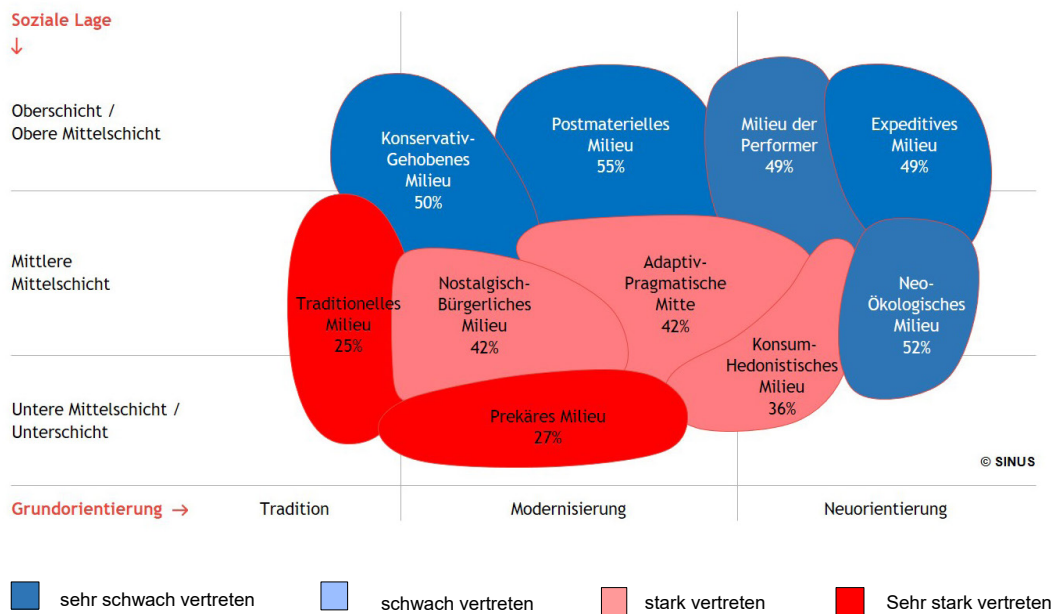 Soziale Lage
↓
Oberschicht /
Obere Mittelschicht
Konservativ-
Gehobenes
Milieu
50%
Postmaterielles
Milieu
55%
Milieu der
Performer
49%
Expeditives
Milieu
49%
Mittlere
Mittelschicht
Traditionelles
Milieu
25%
Nostalgisch-
Bürgerliches
Milieu
42%
Adaptiv-
Pragmatische
Mitte
42%
Neo-
Ökologisches
Milieu
52%
Konsum-
Hedonistisches
Milieu
36%
Untere Mittelschicht /
Unterschicht
Prekäres Milieu
27%
© SINUS
Grundorientierung →
Tradition
Modernisierung
Neuorientierung
sehr schwach vertreten
schwach vertreten
stark vertreten
Sehr stark vertreten